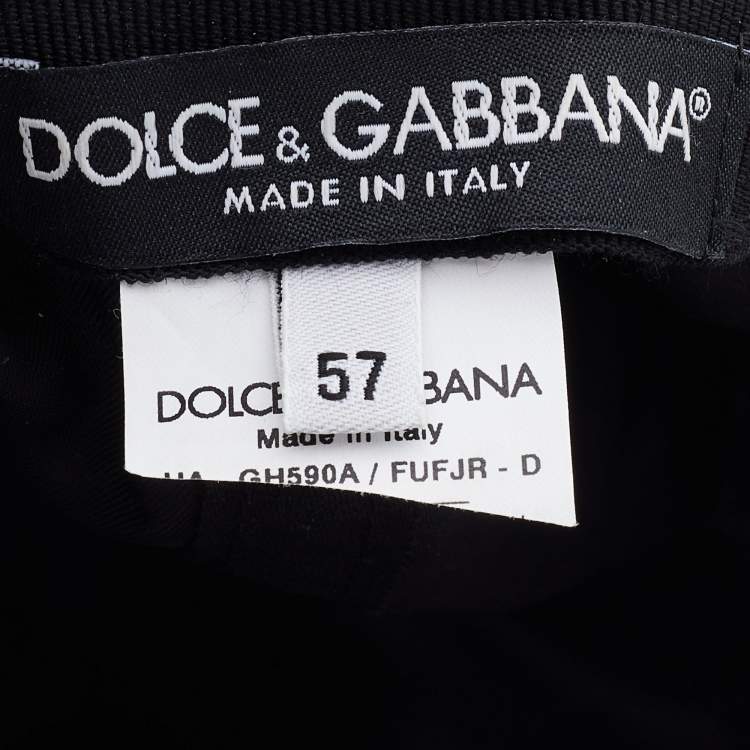 DOLCE & GABBANA®
MADE IN ITALY
57
DOLCE BANA
Made in Italy
GH590A / FUFJR - D